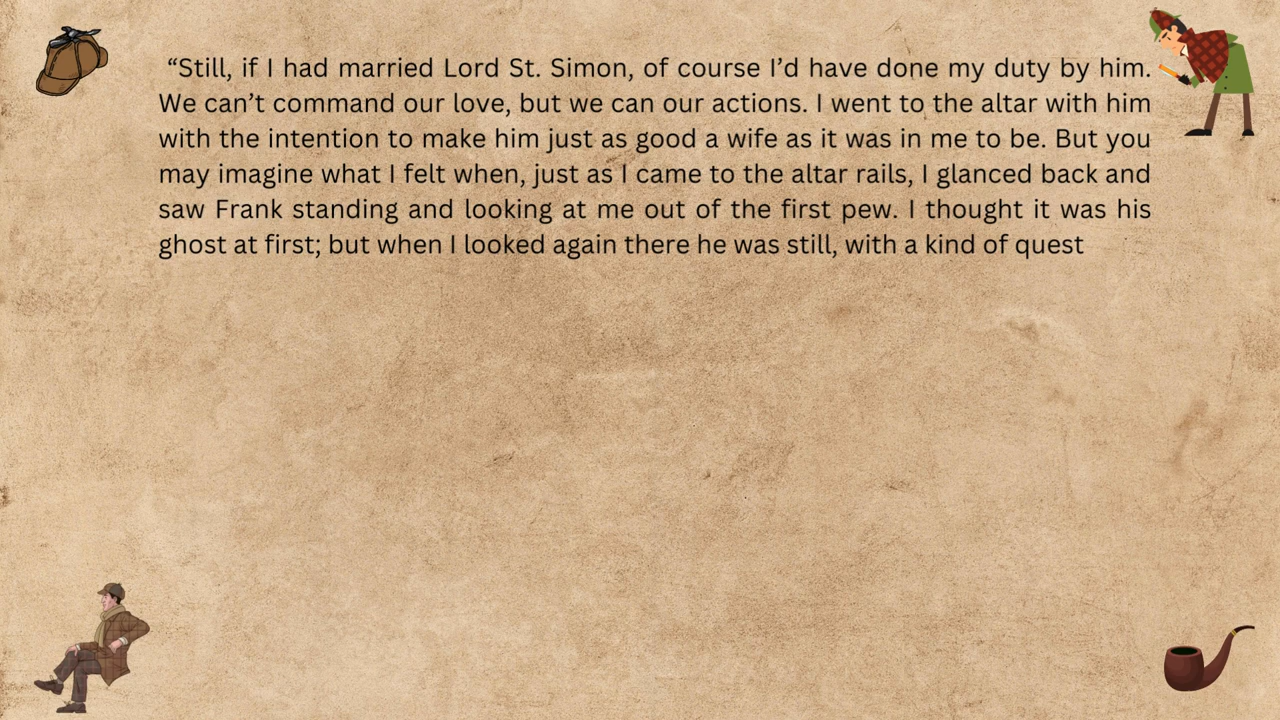 “Still, if I had married Lord St. Simon, of course I’d have done my duty by him.
We can’t command our love, but we can our actions. I went to the altar with him
with the intention to make him just as good a wife as it was in me to be. But you
may imagine what I felt when, just as I came to the altar rails, I glanced back and
saw Frank standing and looking at me out of the first pew. I thought it was his
ghost at first; but when I looked again there he was still, with a kind of quest